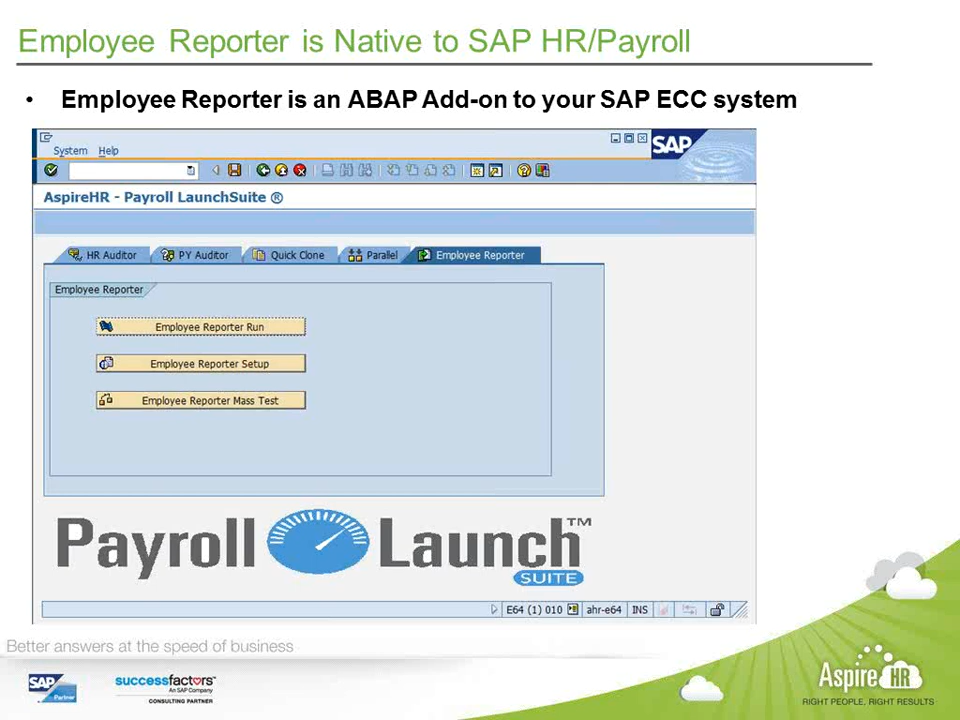 Employee Reporter is Native to SAP HR/Payroll
• Employee Reporter is an ABAP Add-on to your SAP ECC system
System Help
SAP
AspireHR - Payroll LaunchSuite ®
HR Auditor PY Auditor Quick Clone Parallel Employee Reporter
Employee Reporter
Employee Reporter Run
Employee Reporter Setup
Employee Reporter Mass Test
Payroll Launch™
SUITE
E64 (1) 010 ahr-e64 INS
Better answers at the speed of business
SAP Partner
successfactors™
An SAP Company
CONSULTING PARTNER
Aspire HR
RIGHT PEOPLE, RIGHT RESULTS